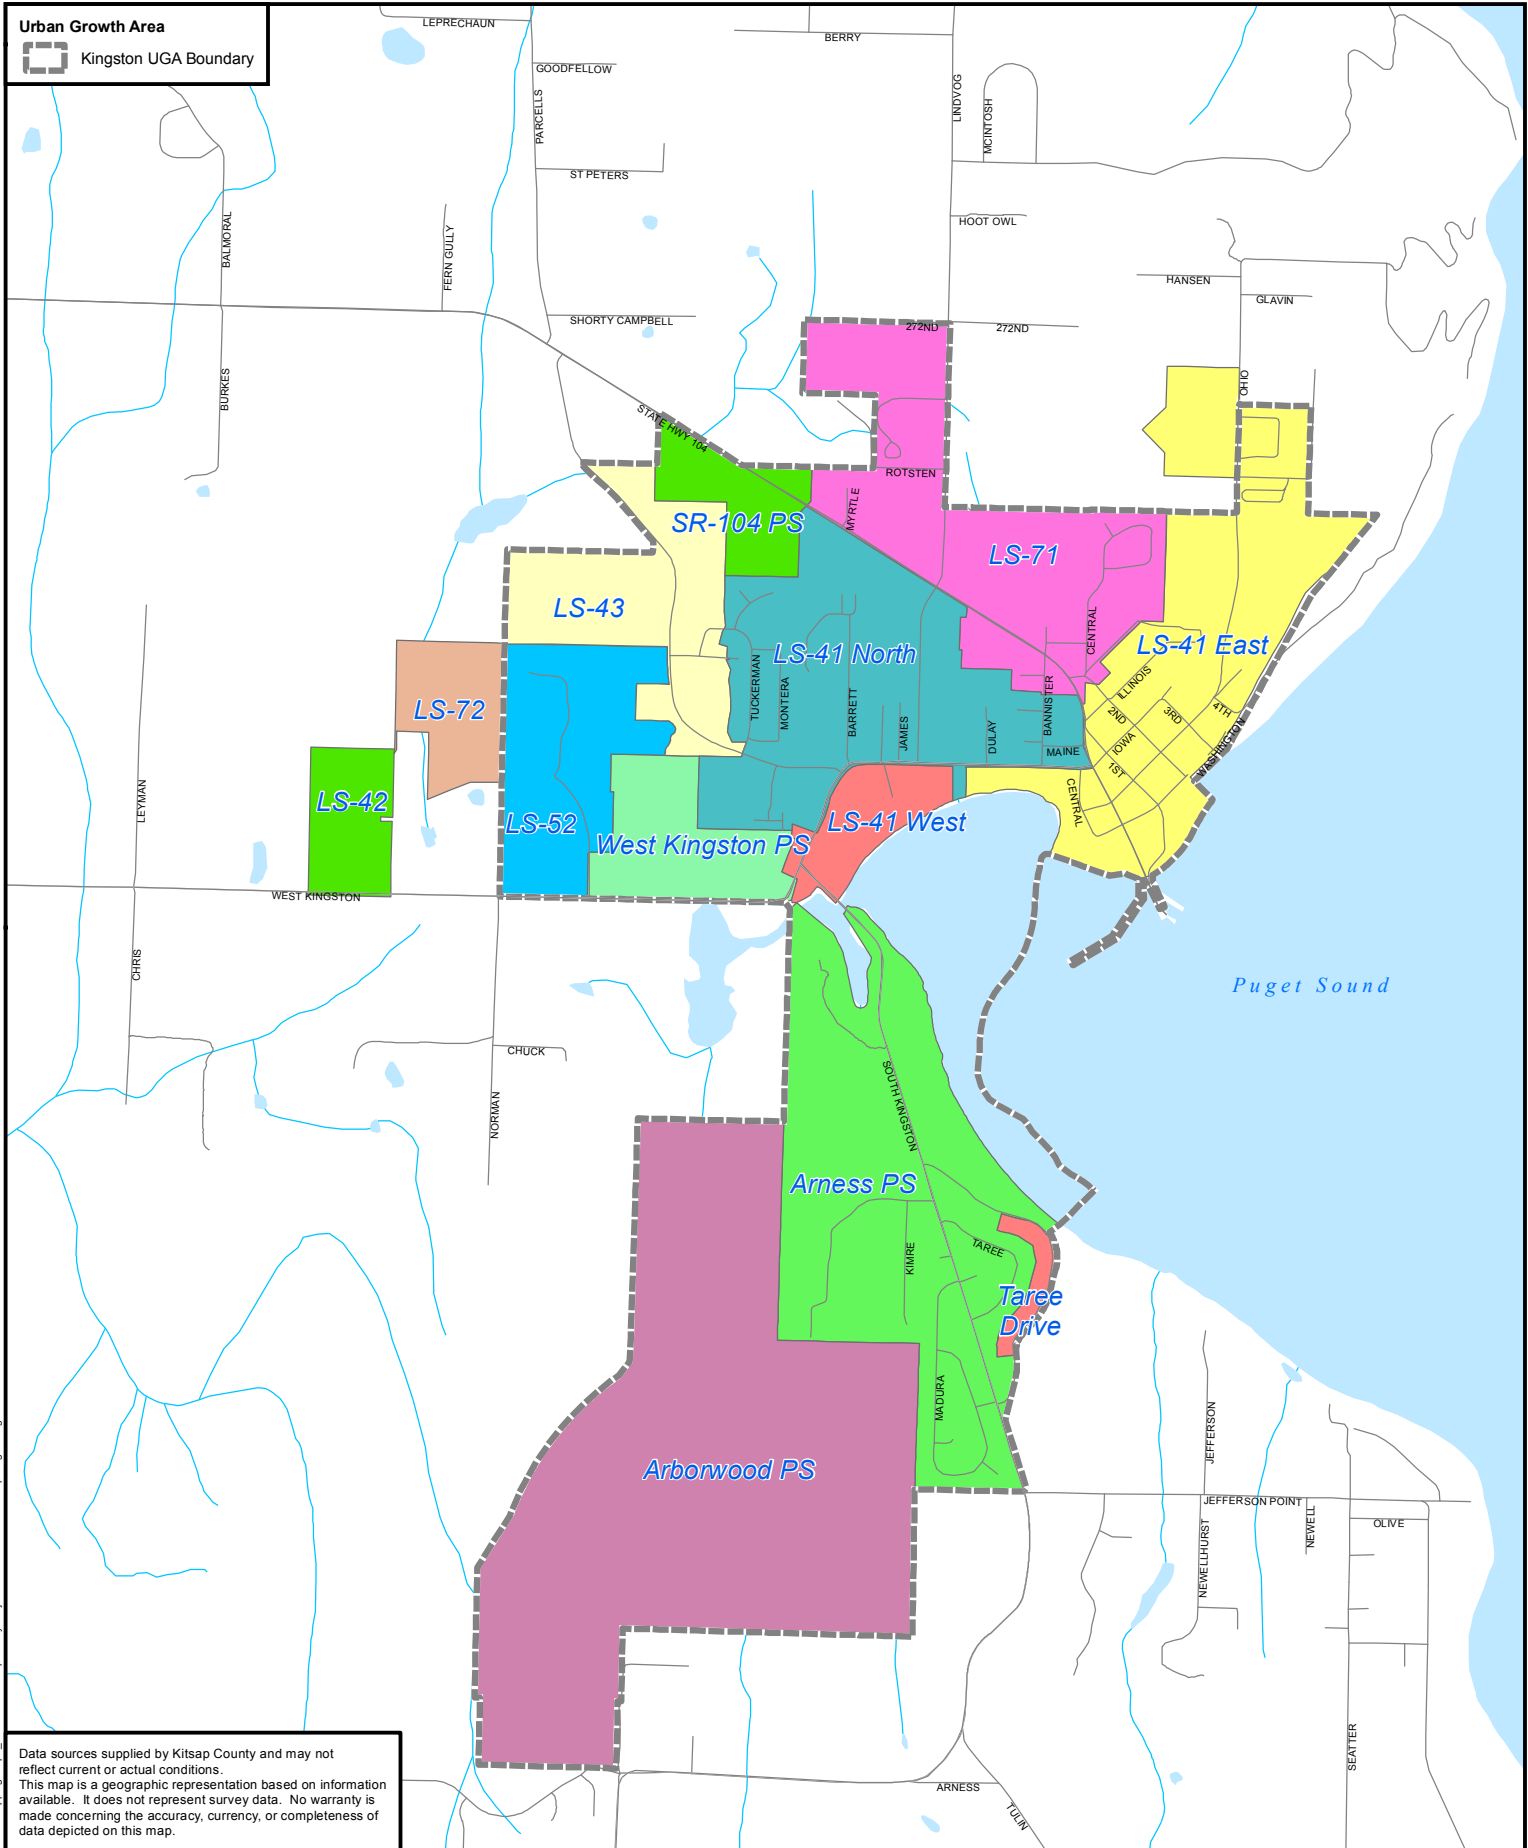 Urban Growth Area
Kingston UGA Boundary
LEPRECHAUN
BERRY
GOODFELLOW
PARCELLS
LINDVOG
MCINTOSH
ST PETERS
BALMORAL
FERN GULLY
HOOT OWL
HANSEN
GLAVIN
SHORTY CAMPBELL
272ND
272ND
BURKES
OHIO
STATE HWY 104
ROTSTEN
MYRTLE
SR-104 PS
LS-71
LS-43
CENTRAL
LS-41 East
LS-41 North
TUCKERMAN
MONTERA
BARRETT
JAMES
DULAY
BANNISTER
MAINE
ILLINOIS
2ND
3RD
4TH
IOWA
1ST
WASHINGTON
LS-72
LEYMAN
LS-42
LS-52
LS-41 West
CENTRAL
West Kingston PS
WEST KINGSTON
CHRIS
Puget Sound
CHUCK
NORMAN
SOUTH KINGSTON
Arness PS
KIMRE
TAREE
Taree
Drive
MADURA
JEFFERSON
Arborwood PS
JEFFERSON POINT
NEWELL
OLIVE
NEWELLHURST
SEATTER
ARNESS
TULIN
Data sources supplied by Kitsap County and may not
reflect current or actual conditions.
This map is a geographic representation based on information
available. It does not represent survey data. No warranty is
made concerning the accuracy, currency, or completeness of
data depicted on this map.